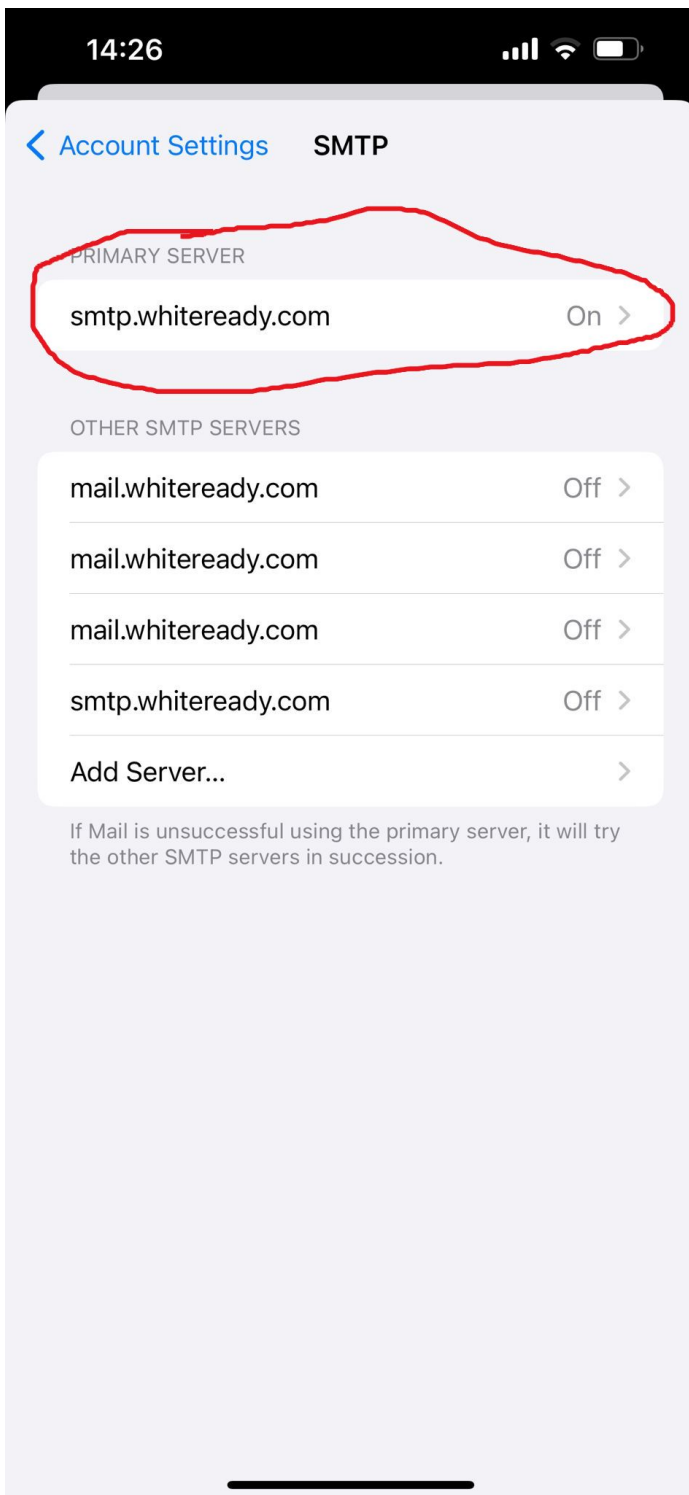 14:26
Account Settings SMTP
PRIMARY SERVER
smtp.whiteready.com On
OTHER SMTP SERVERS
mail.whiteready.com Off
mail.whiteready.com Off
mail.whiteready.com Off
smtp.whiteready.com Off
Add Server...
If Mail is unsuccessful using the primary server, it will try
the other SMTP servers in succession.